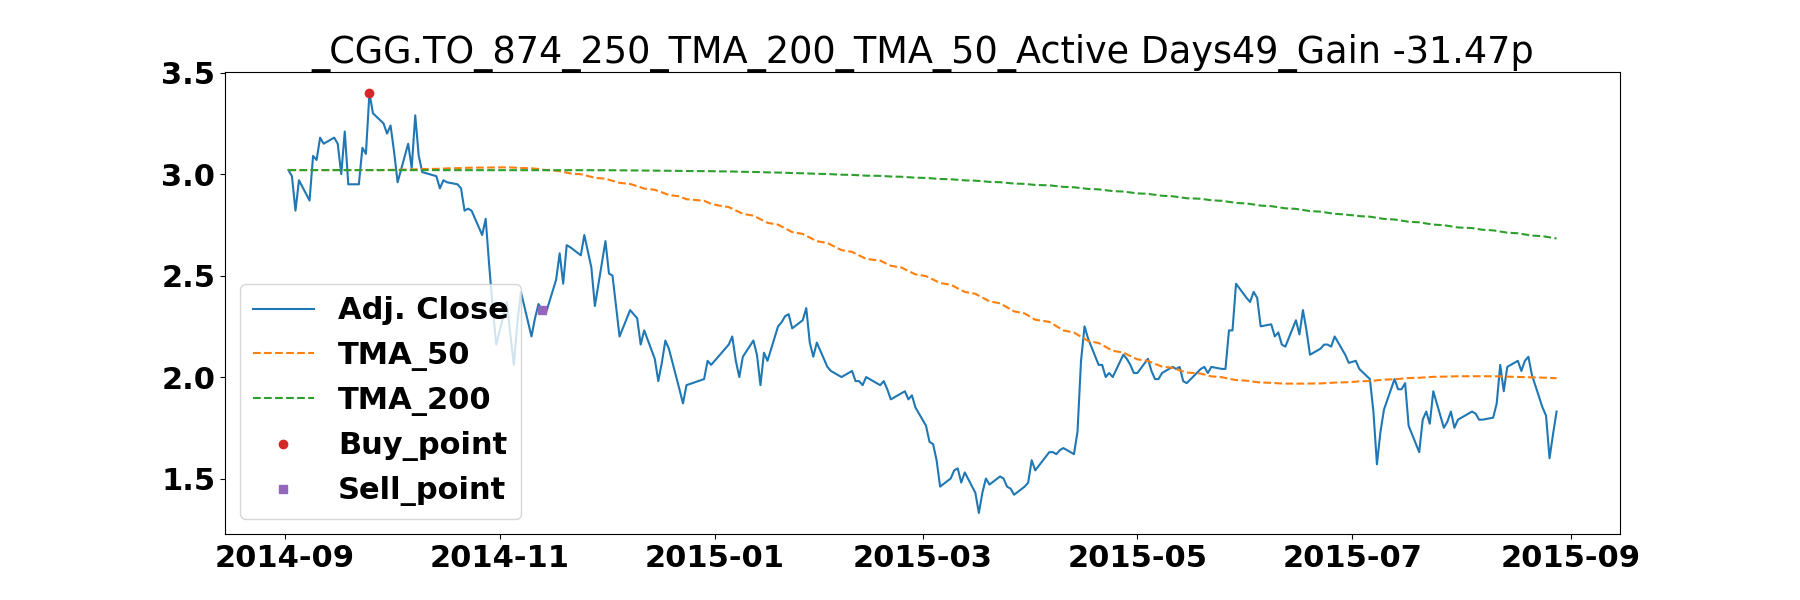 _CGG.TO_874_250_TMA_200_TMA_50_Active Days49_Gain -31.47p
3.5
3.0
2.5
2.0
1.5
Adj. Close
TMA_50
TMA_200
Buy_point
Sell_point
2014-09
2014-11
2015-01
2015-03
2015-05
2015-07
2015-09